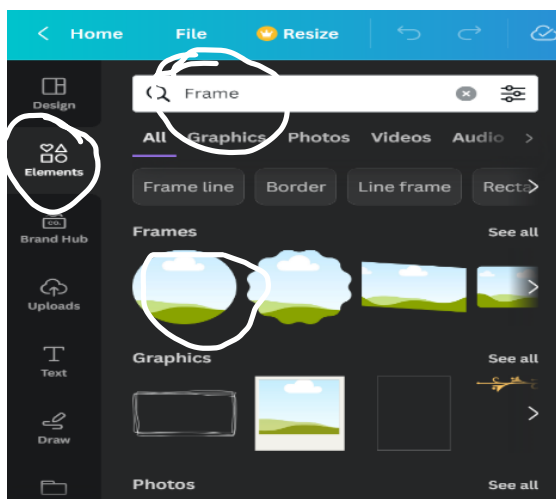 Home File Resize
Design
Frame
All Graphics Photos Videos Audio
Elements
Frame line Border Line frame Recta
CO.
Brand Hub
Frames See all
Uploads
Graphics See all
Text
Draw
Photos See all